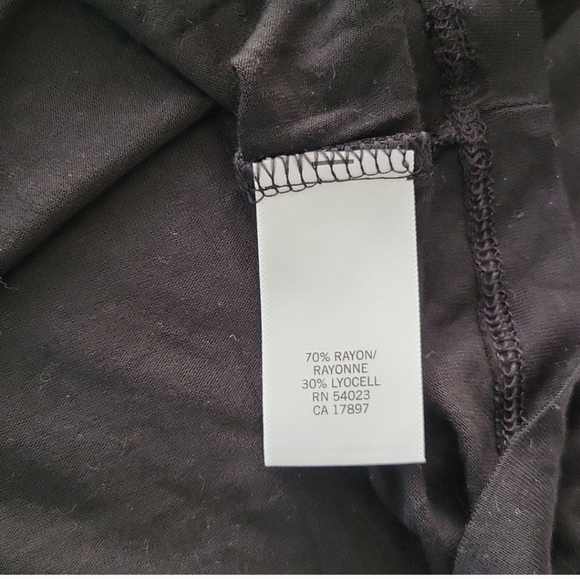 70% RAYON/
RAYONNE
30% LYOCELL
RN 54023
CA 17897